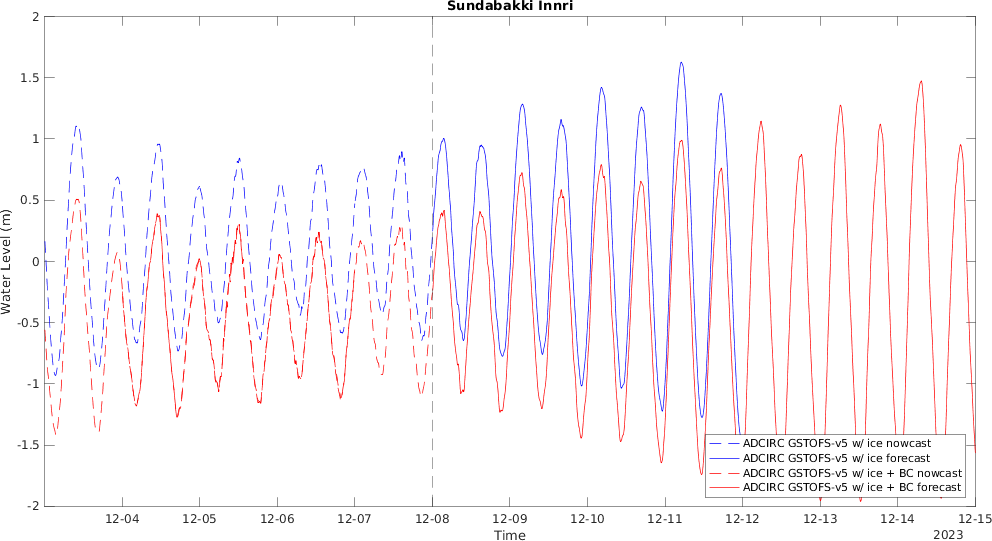 Sundabakki Innri
2
1.5
1
0.5
0
-0.5
-1
-1.5
-2
Water Level (m)
ADCIRC GSTOFS-v5 w/ ice nowcast
ADCIRC GSTOFS-v5 w/ ice forecast
ADCIRC GSTOFS-v5 w/ ice + BC nowcast
ADCIRC GSTOFS-v5 w/ ice + BC forecast
12-04 12-05 12-06 12-07 12-08 12-09 12-10 12-11 12-12 12-13 12-14 12-15
Time
2023